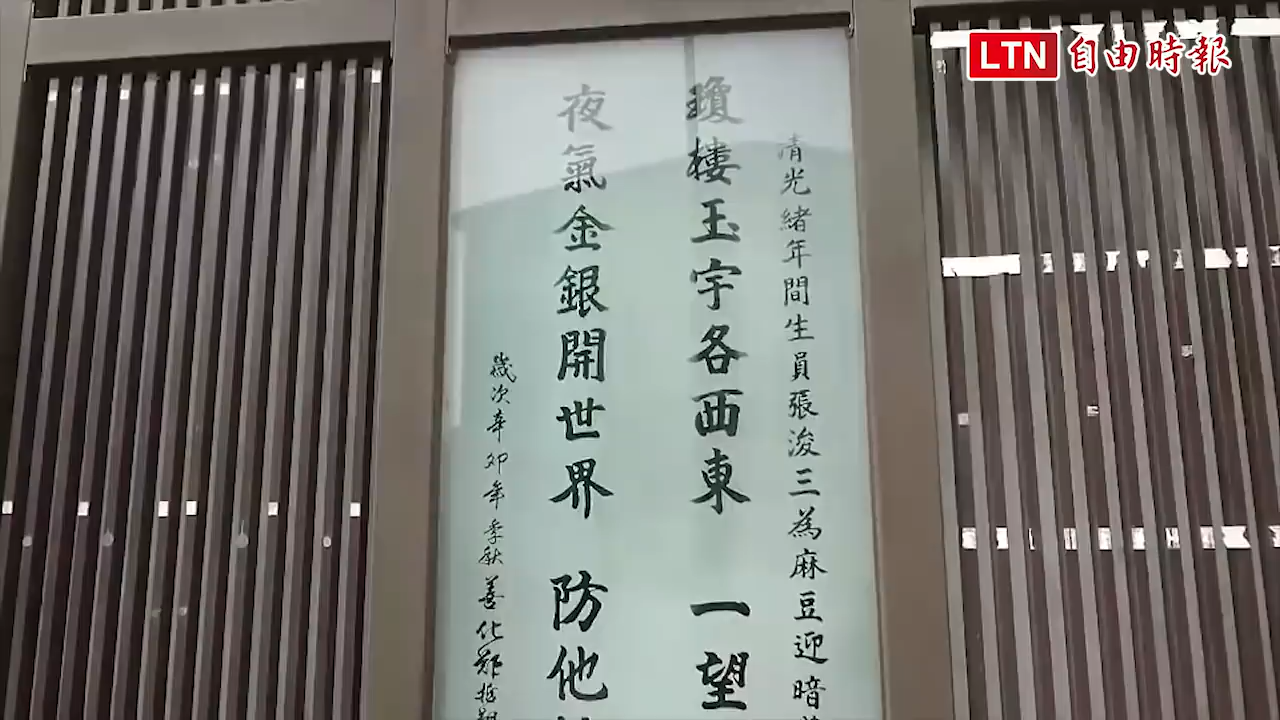 LTN 自由時報
清光緒年間生員張浚三為麻豆迎暗
瓊樓玉宇各西東 一望
夜氣金銀開世界 防他
歲次辛卯年季秋善化鄭